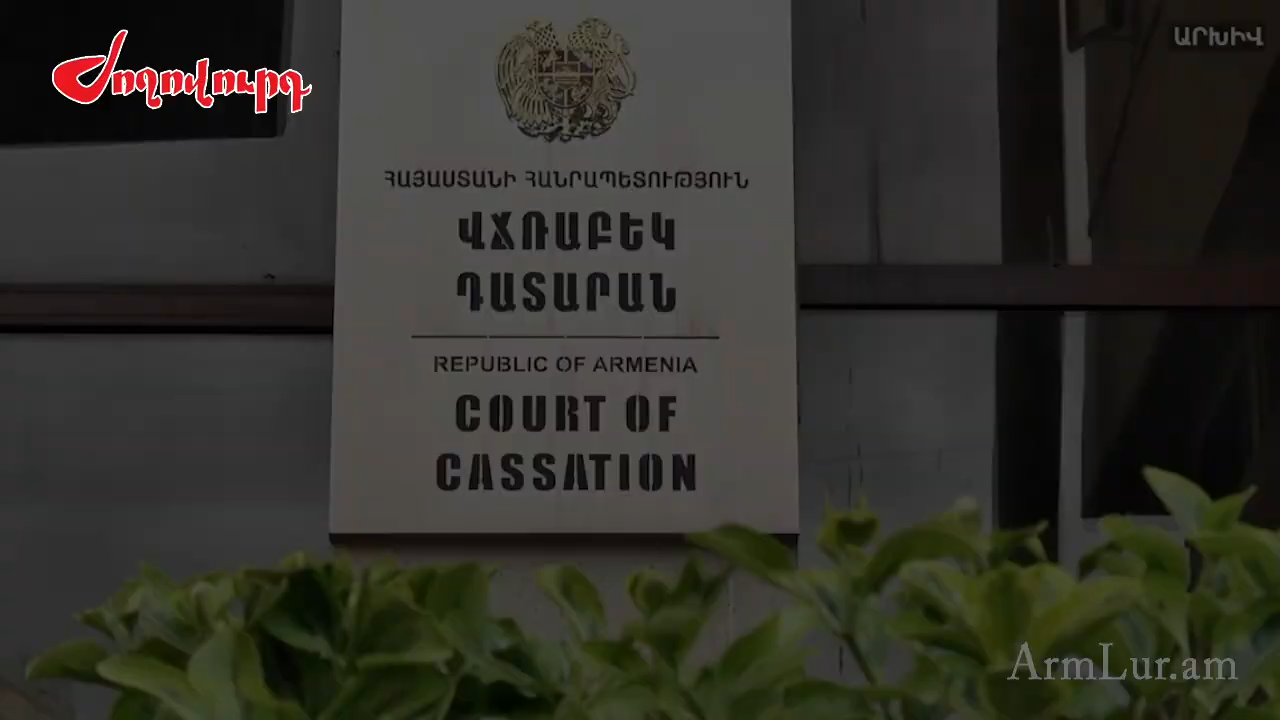 Ժողովուրդ
ԱՐԽԻՎ
ՀԱՅԱՍՏԱՆԻ ՀԱՆՐԱՊԵՏՈՒԹՅՈՒՆ
ՎՃՌԱԲԵԿ
ԴԱՏԱՐԱՆ
REPUBLIC OF ARMENIA
COURT OF
CASSATION
ArmLur.am